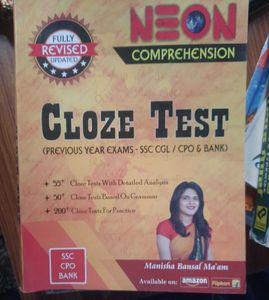 FULLY
REVISED
UPDATED
NEON
COMPREHENSION
CLOZE TEST
(PREVIOUS YEAR EXAMS - SSC CGL / CPO & BANK)
55+ Cloze Tests With Detailed Analysis
50+ Cloze Tests Based On Grammar
200+ Cloze Tests For Practice
SSC
CPO
BANK
Manisha Bansal Ma'am
Available on: amazon Flipkart